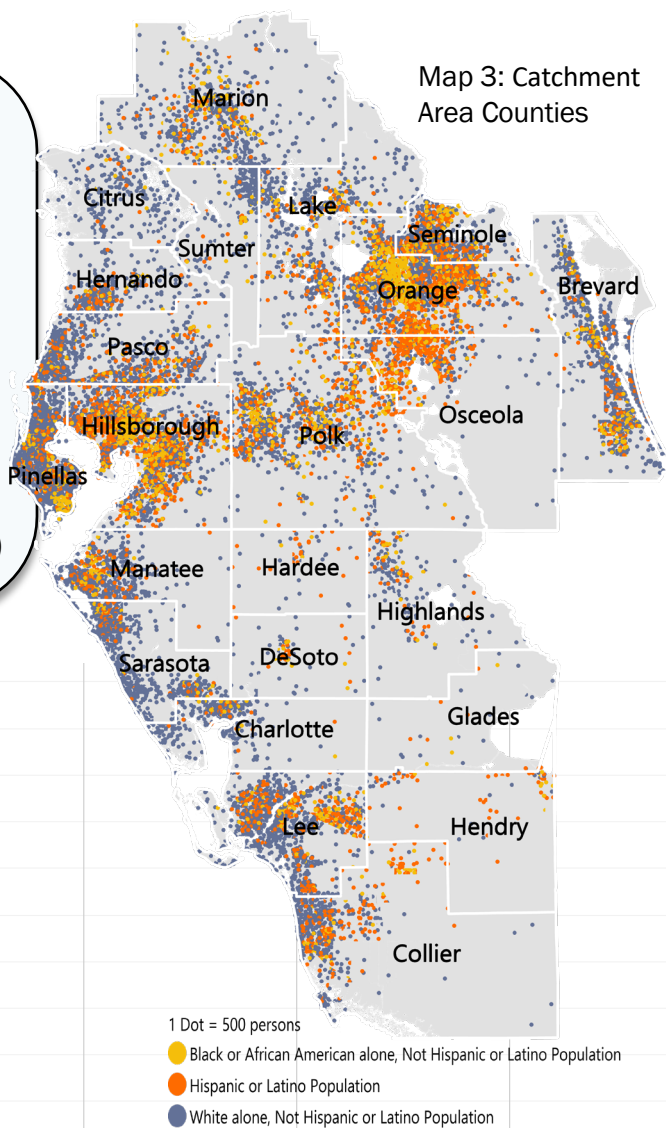 Map 3: Catchment
Area Counties
Marion
Citrus
Lake
Sumter
Seminole
Hernando
Orange
Brevard
Pasco
Osceola
Hillsborough
Polk
Pinellas
Manatee
Hardee
Highlands
Sarasota
DeSoto
Glades
Charlotte
Lee
Hendry
Collier
1 Dot = 500 persons
Black or African American alone, Not Hispanic or Latino Population
Hispanic or Latino Population
White alone, Not Hispanic or Latino Population